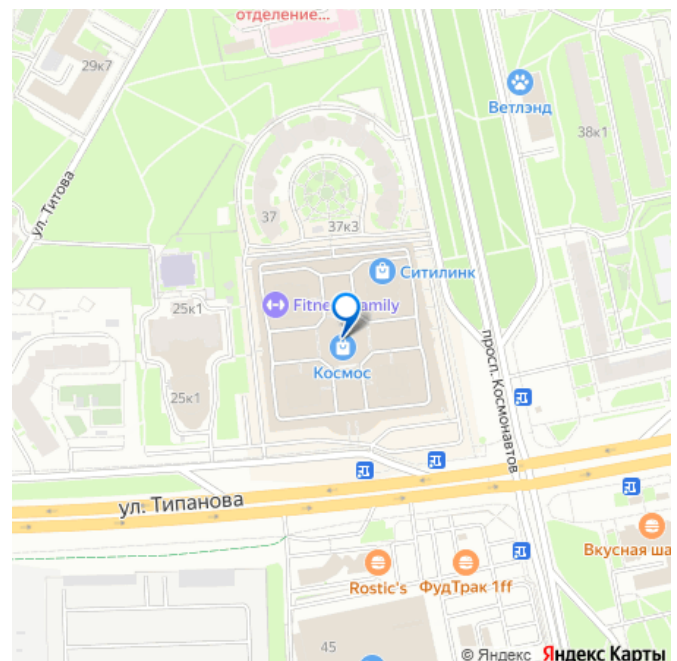 отделение...
29к7
Ветлэнд
38к1
ул. Титова
37
37к3
Ситилинк
Fitness Family
25к1
Космос
25к1
просп. Космонавтов
ул. Типанова
Вкусная ша
Rostic's
ФудТрак 1ff
45
© Яндекс Яндекс Карты